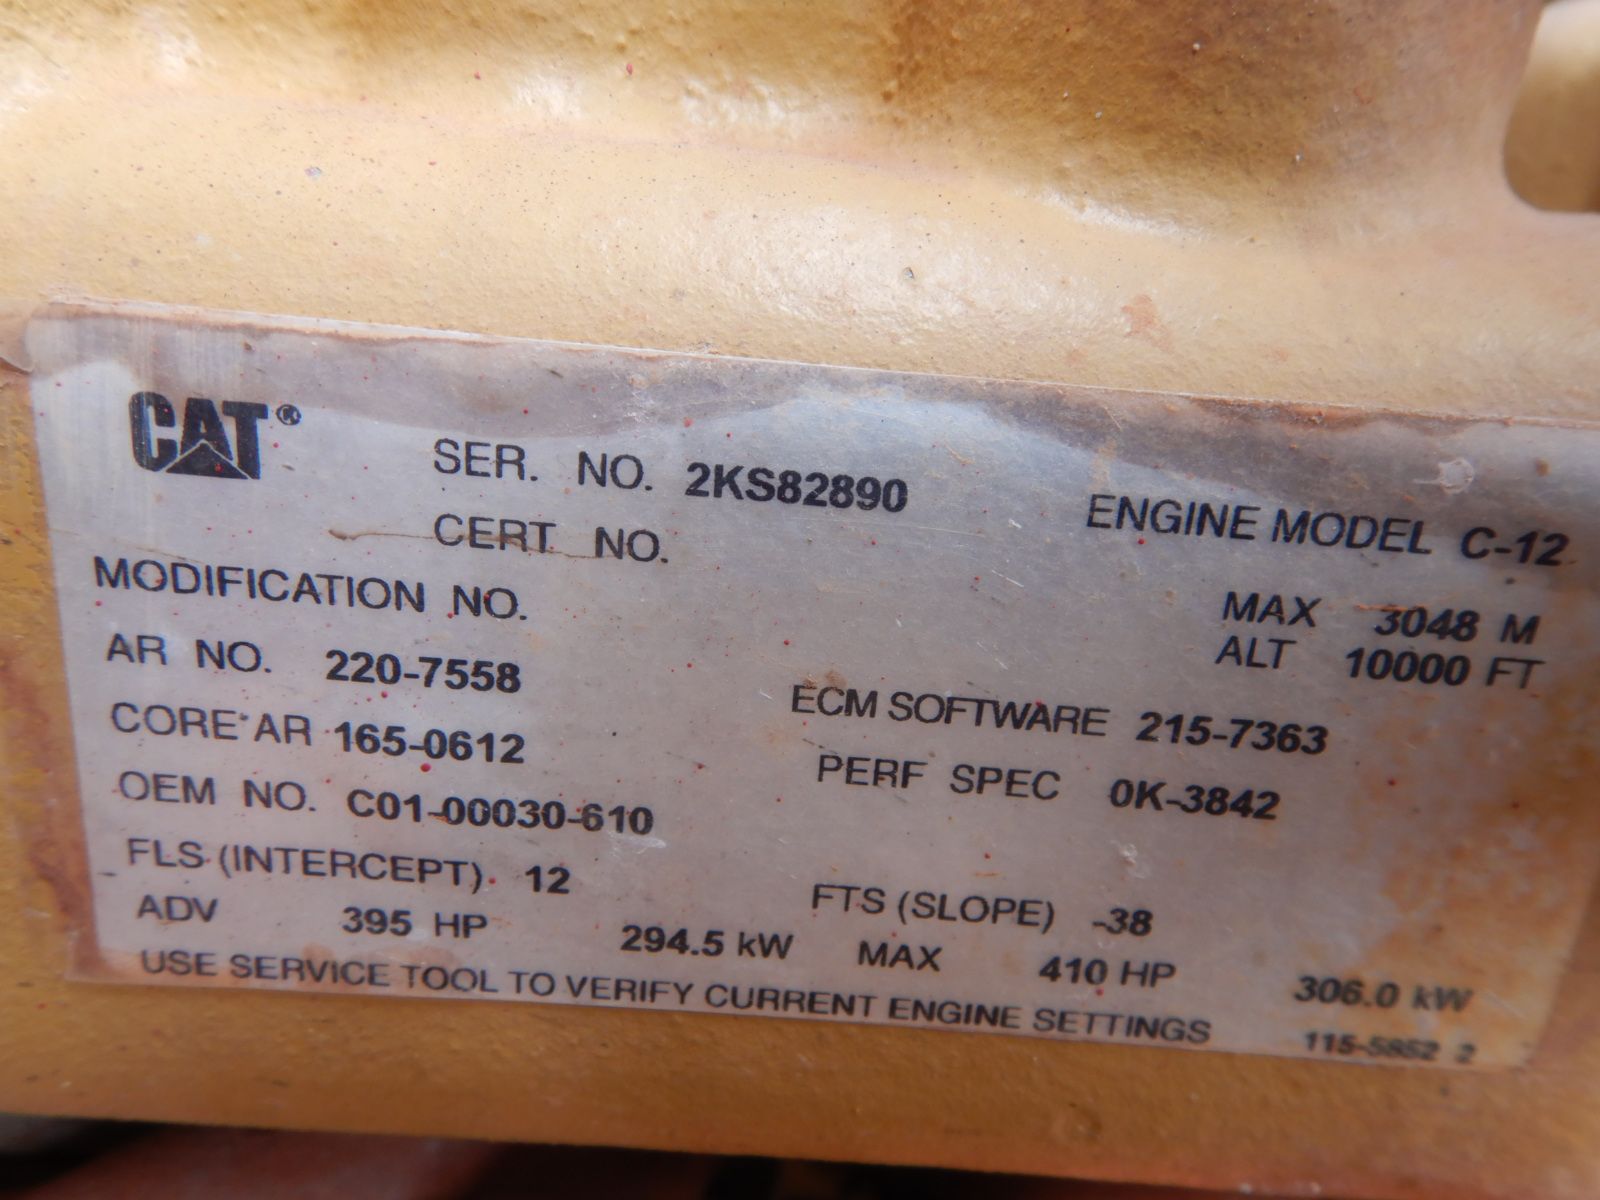 CAT®
SER. NO. 2KS82890 ENGINE MODEL C-12
CERT NO.
MODIFICATION NO. MAX 3048 M
ALT 10000 FT
AR NO. 220-7558 ECM SOFTWARE 215-7363
CORE AR 165-0612 PERF SPEC 0K-3842
OEM NO. C01-00030-610
FLS (INTERCEPT) 12 FTS (SLOPE) -38
ADV 395 HP 294.5 kW MAX 410 HP 306.0 kW
USE SERVICE TOOL TO VERIFY CURRENT ENGINE SETTINGS 115-5852 2